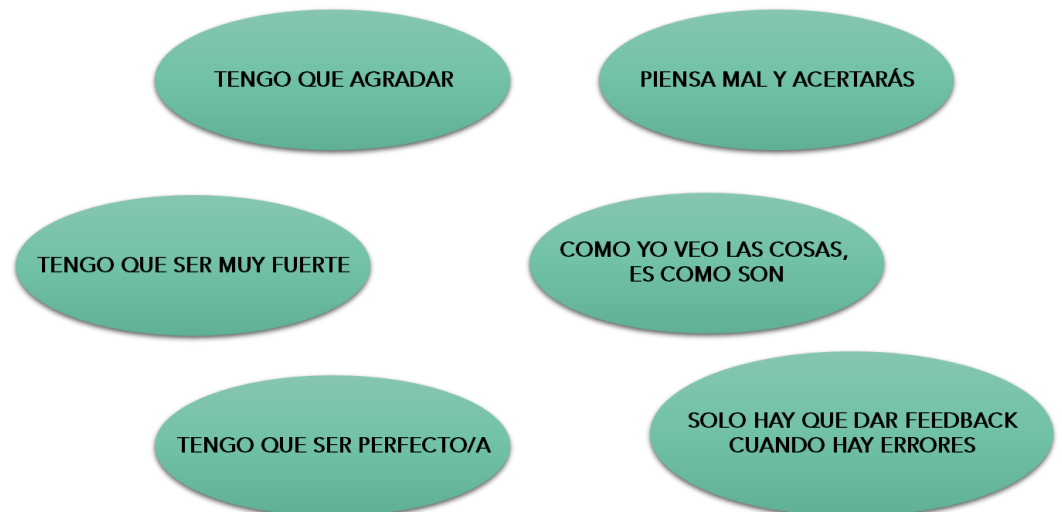 TENGO QUE AGRADAR
PIENSA MAL Y ACERTARÁS
TENGO QUE SER MUY FUERTE
COMO YO VEO LAS COSAS,
ES COMO SON
TENGO QUE SER PERFECTO/A
SOLO HAY QUE DAR FEEDBACK
CUANDO HAY ERRORES